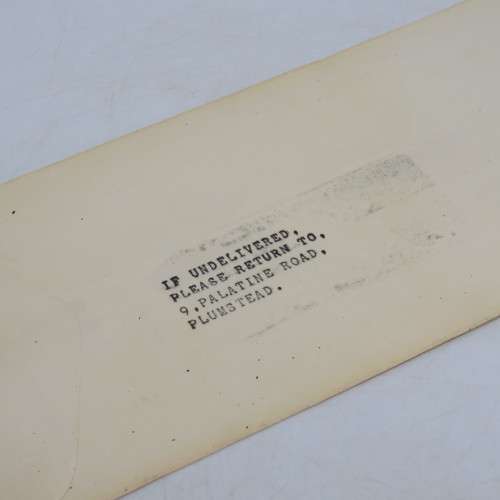 IF UNDELIVERED,
PLEASE RETURN TO,
9, PALATINE ROAD,
PLUMSTEAD.